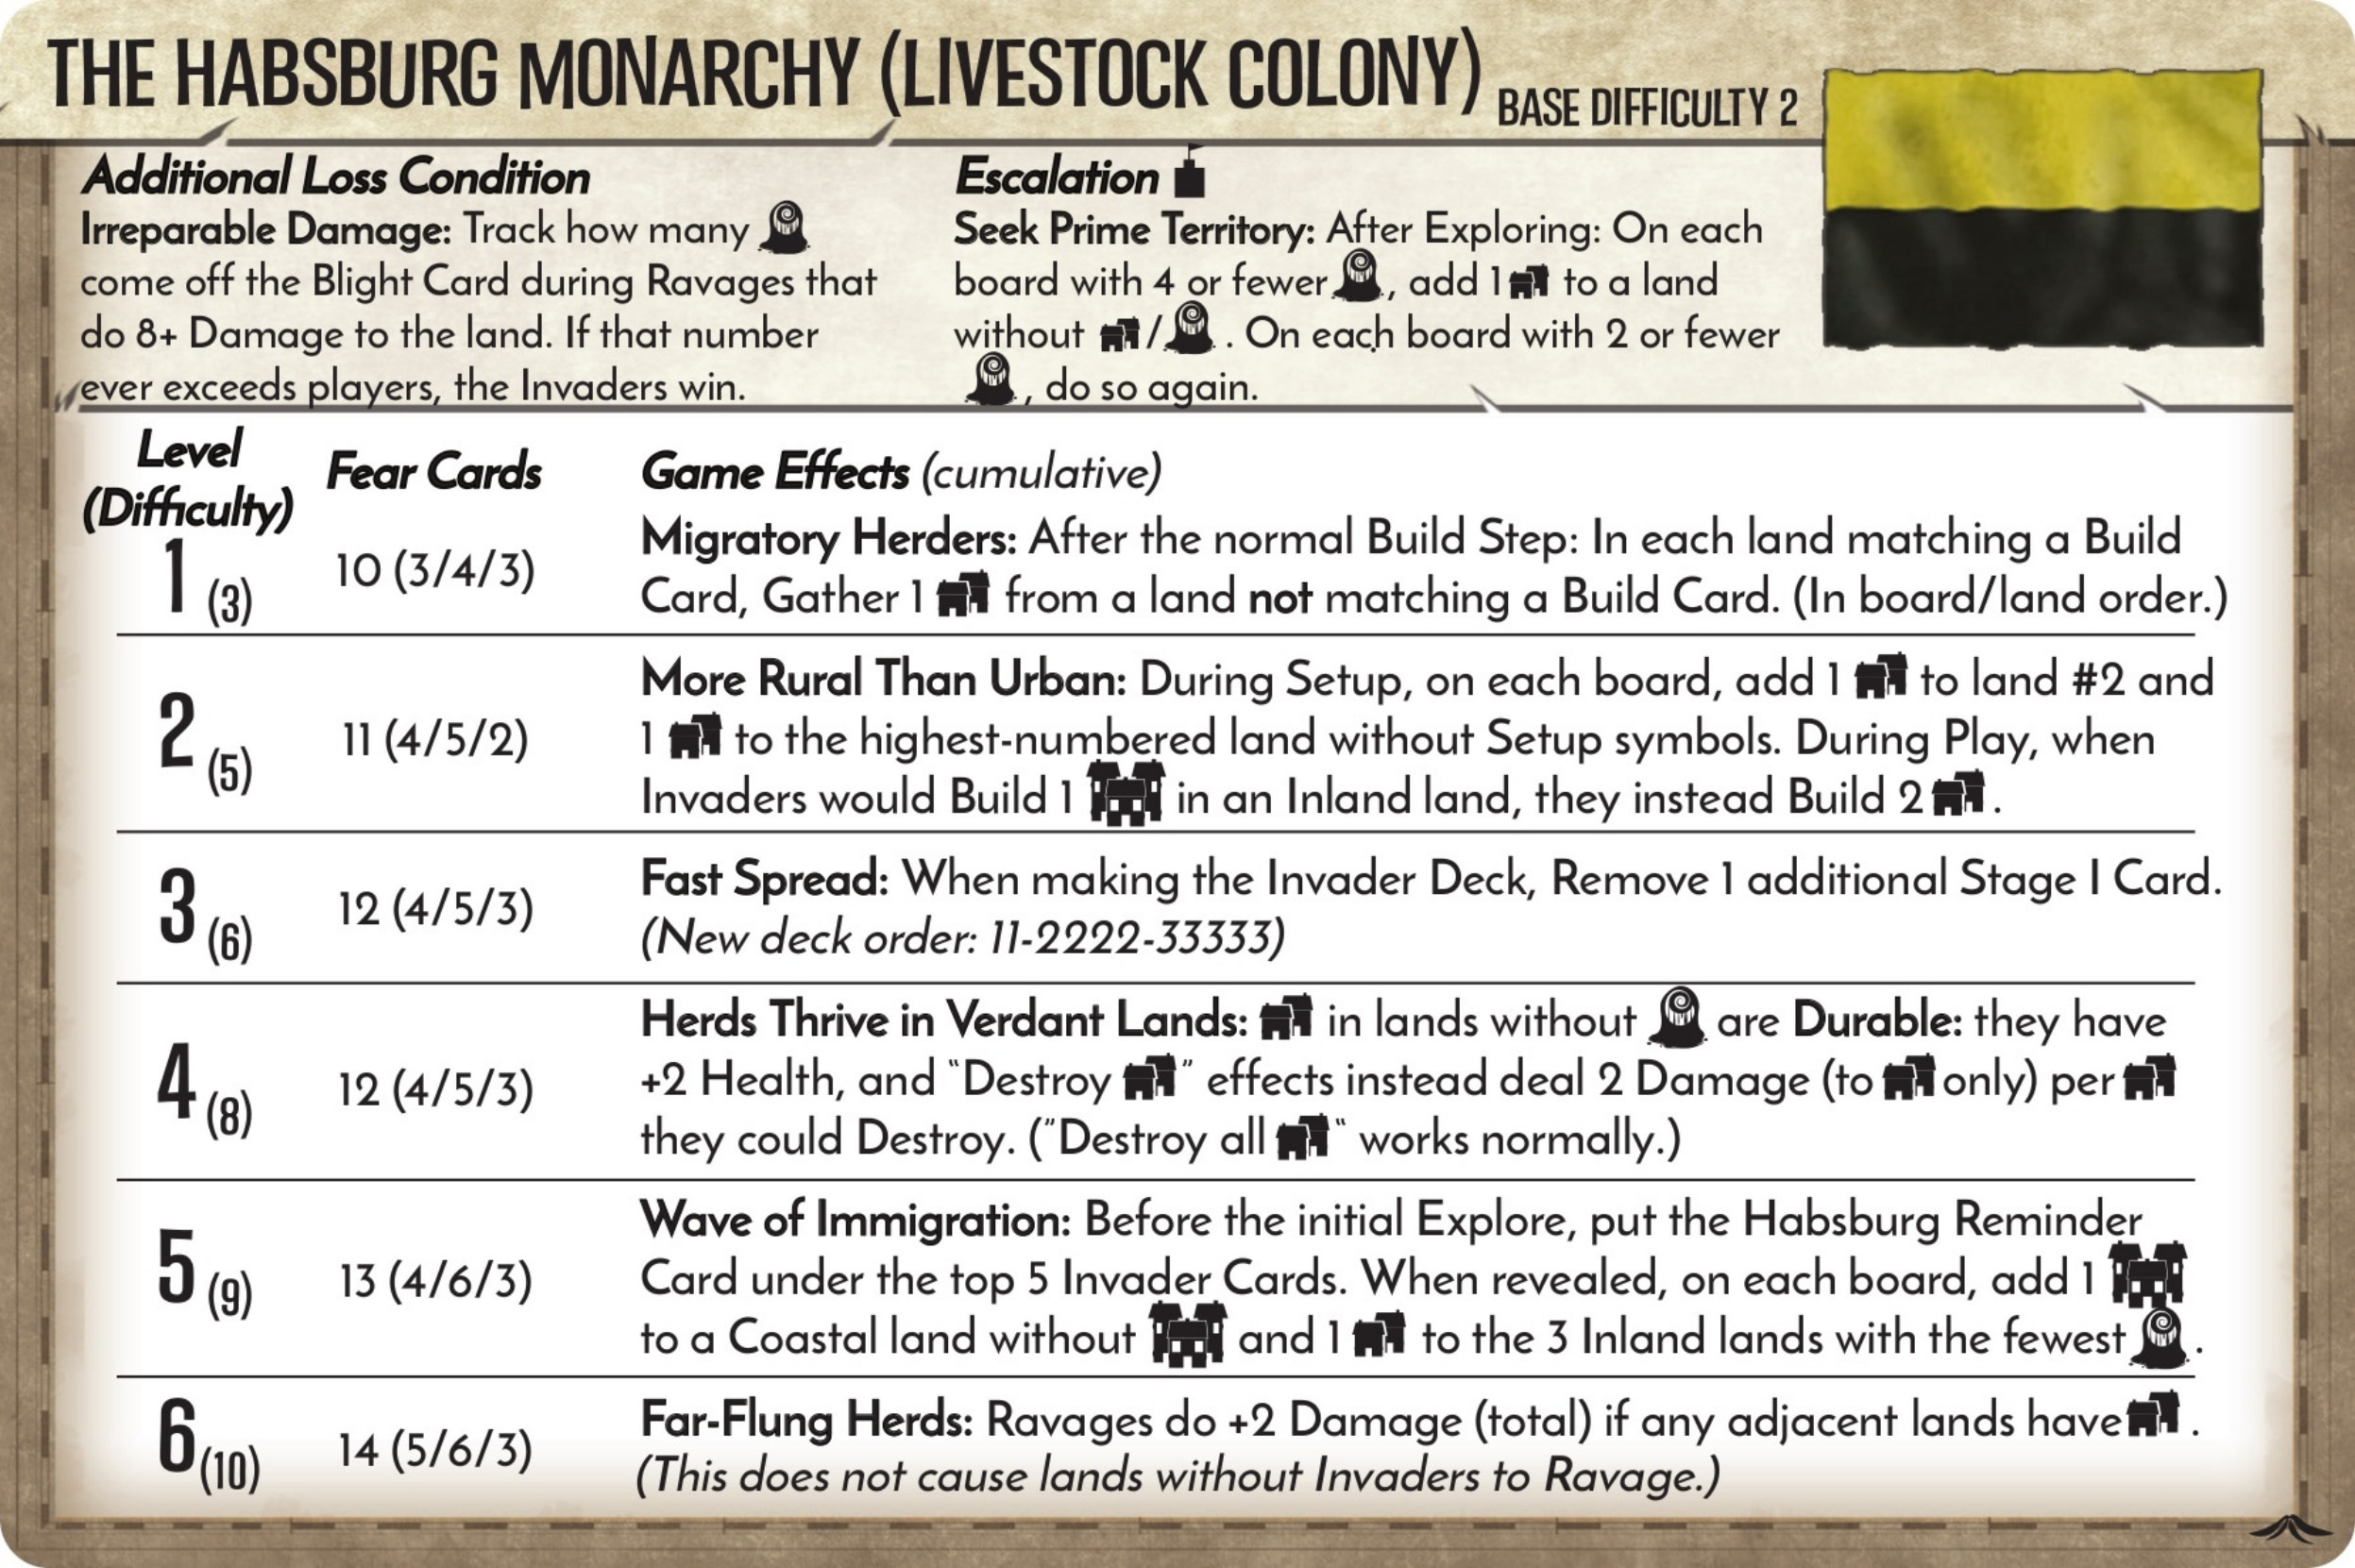 THE HABSBURG MONARCHY (LIVESTOCK COLONY) BASE DIFFICULTY 2
Additional Loss Condition
Irreparable Damage: Track how many
come off the Blight Card during Ravages that
do 8+ Damage to the land. If that number
ever exceeds players, the Invaders win.
Escalation
Seek Prime Territory: After Exploring: On each
board with 4 or fewer , add 1 to a land
without / . On each board with 2 or fewer
, do so again.
Level
(Difficulty)
Fear Cards
Game Effects (cumulative)
1 (3)
10 (3/4/3)
Migratory Herders: After the normal Build Step: In each land matching a Build
Card, Gather 1 from a land not matching a Build Card. (In board/land order.)
2 (5)
11 (4/5/2)
More Rural Than Urban: During Setup, on each board, add 1 to land #2 and
1 to the highest-numbered land without Setup symbols. During Play, when
Invaders would Build 1 in an Inland land, they instead Build 2 .
3 (6)
12 (4/5/3)
Fast Spread: When making the Invader Deck, Remove 1 additional Stage I Card.
(New deck order: 11-2222-33333)
4 (8)
12 (4/5/3)
Herds Thrive in Verdant Lands: in lands without are Durable: they have
+2 Health, and “Destroy ” effects instead deal 2 Damage (to only) per
they could Destroy. (”Destroy all “ works normally.)
5 (9)
13 (4/6/3)
Wave of Immigration: Before the initial Explore, put the Habsburg Reminder
Card under the top 5 Invader Cards. When revealed, on each board, add 1
to a Coastal land without and 1 to the 3 Inland lands with the fewest .
6 (10)
14 (5/6/3)
Far-Flung Herds: Ravages do +2 Damage (total) if any adjacent lands have .
(This does not cause lands without Invaders to Ravage.)